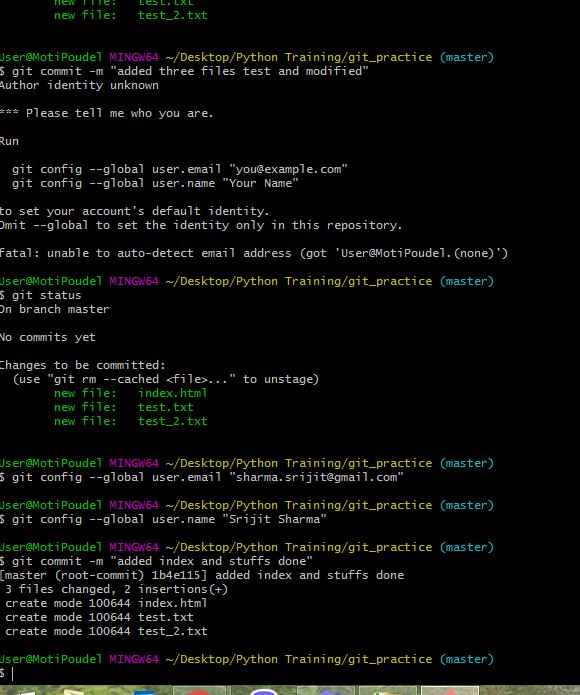 new file:   test.txt
new file:   test_2.txt
User@MotiPoudel MINGW64 ~/Desktop/Python Training/git_practice (master)
$ git commit -m "added three files test and modified"
Author identity unknown
*** Please tell me who you are.
Run
git config --global user.email "you@example.com"
git config --global user.name "Your Name"
to set your account's default identity.
Omit --global to set the identity only in this repository.
fatal: unable to auto-detect email address (got 'User@MotiPoudel.(none)')
User@MotiPoudel MINGW64 ~/Desktop/Python Training/git_practice (master)
$ git status
On branch master
No commits yet
Changes to be committed:
(use "git rm --cached <file>..." to unstage)
new file:   index.html
new file:   test.txt
new file:   test_2.txt
User@MotiPoudel MINGW64 ~/Desktop/Python Training/git_practice (master)
$ git config --global user.email "sharma.srijit@gmail.com"
User@MotiPoudel MINGW64 ~/Desktop/Python Training/git_practice (master)
$ git config --global user.name "Srijit Sharma"
User@MotiPoudel MINGW64 ~/Desktop/Python Training/git_practice (master)
$ git commit -m "added index and stuffs done"
[master (root-commit) 1b4e115] added index and stuffs done
3 files changed, 2 insertions(+)
create mode 100644 index.html
create mode 100644 test.txt
create mode 100644 test_2.txt
User@MotiPoudel MINGW64 ~/Desktop/Python Training/git_practice (master)
$